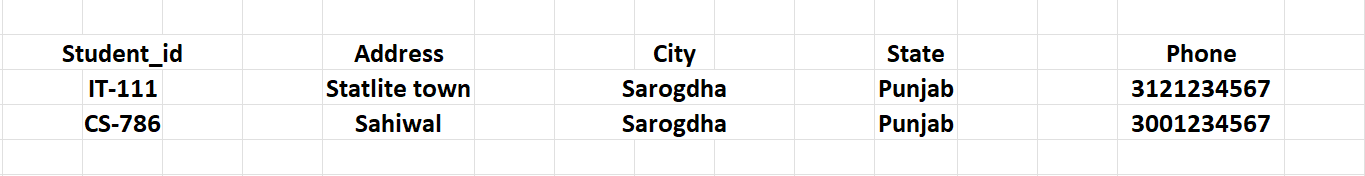 Student_id Address City State Phone
IT-111 Statlite town Sarogdha Punjab 3121234567
CS-786 Sahiwal Sarogdha Punjab 3001234567